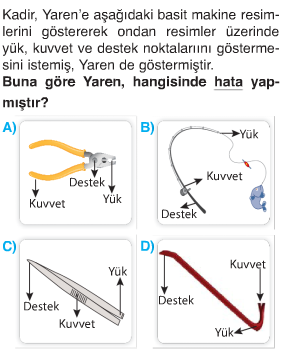 Kadir, Yaren'e aşağıdaki basit makine resim-
lerini göstererek ondan resimler üzerinde
yük, kuvvet ve destek noktalarıını gösterme-
sini istemiş, Yaren de göstermiştir.
Buna göre Yaren, hangisinde hata yap-
mıştır?
A)
Destek
Kuvvet
Yük
B)
Yük
Kuvvet
Destek
C)
Yük
Destek
Kuvvet
D)
Kuvvet
Destek
Yük